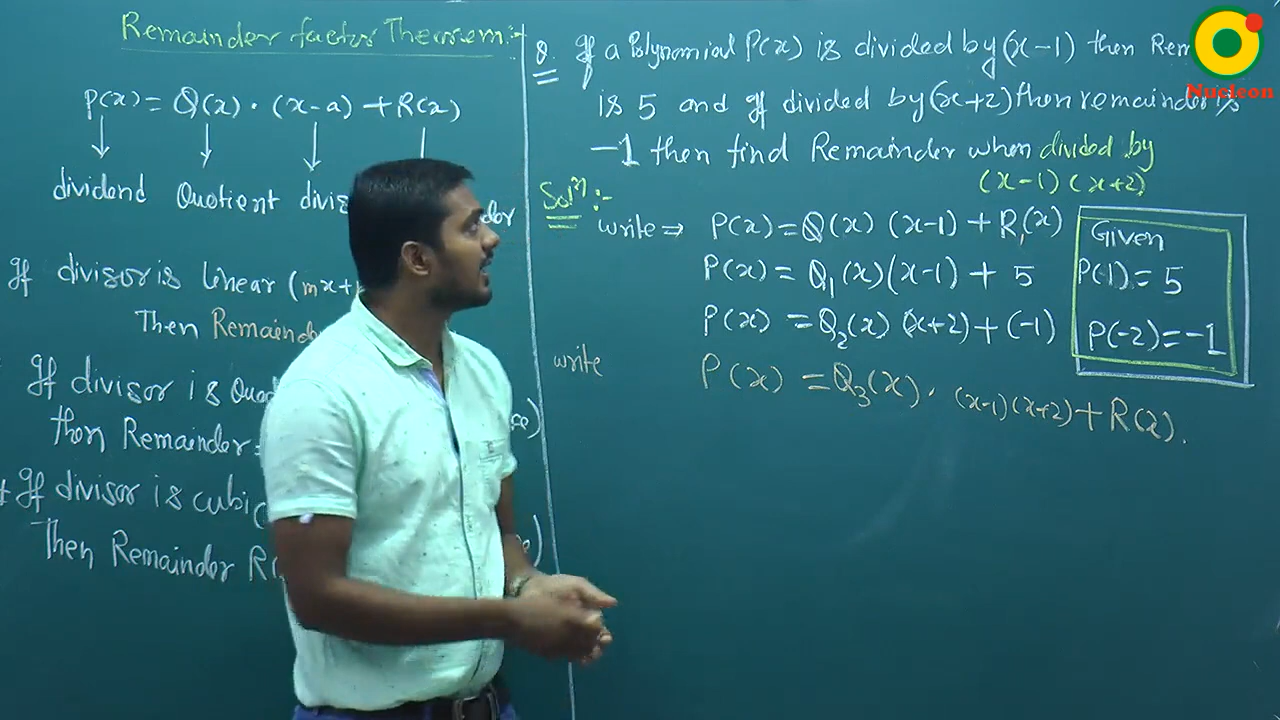 Remainder factor Theorem:-
P(x) = Q(x) · (x-a) + R(x)
dividend Quotient
If divisor is linear
Then
If divisor is
then Remainder =
If divisor is cubic
Then Remainder
8. If a Polynomial P(x) is divided by (x-1) then
is 5 and If divided by (x+2) then remainder is
-1 then find Remainder when divided by
(x-1) (x+2)
Solⁿ:-
write ⇒ P(x) = Q(x) (x-1) + R₁(x)
P(x) = Q₁(x)(x-1) + 5
P(x) = Q₂(x) (x+2) + (-1)
write P(x) = Q₃(x) · (x-1)(x+2) + R(x).
Given
P(1) = 5
P(-2) = -1
Nucleon